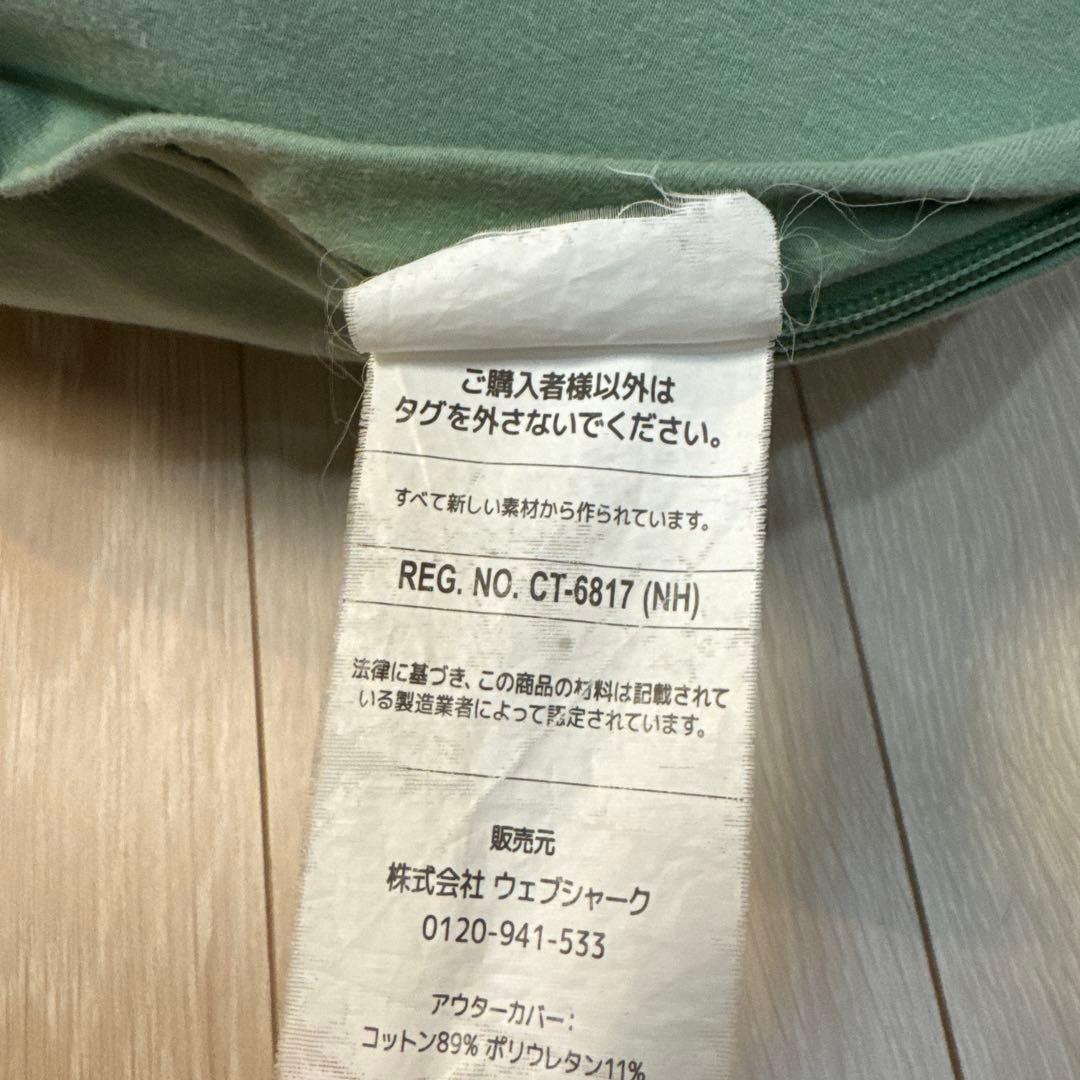 ご購入者様以外は
タグを外さないでください。
すべて新しい素材から作られています。
REG. NO. CT-6817 (NH)
法律に基づき、この商品の材料は記載されて
いる製造業者によって認定されています。
販売元
株式会社 ウェブシャーク
0120-941-533
アウターカバー：
コットン89% ポリウレタン11%